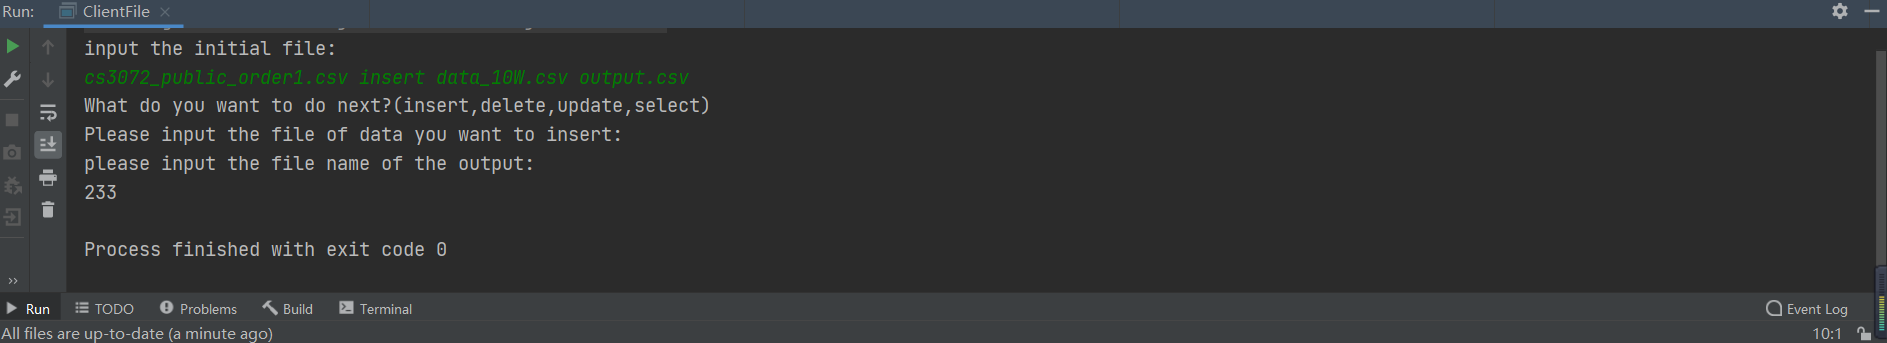 Run: ClientFile
input the initial file:
cs3072_public_order1.csv insert data_10W.csv output.csv
What do you want to do next?(insert,delete,update,select)
Please input the file of data you want to insert:
please input the file name of the output:
233
Process finished with exit code 0
Run TODO Problems Build Terminal Event Log
All files are up-to-date (a minute ago) 10:1